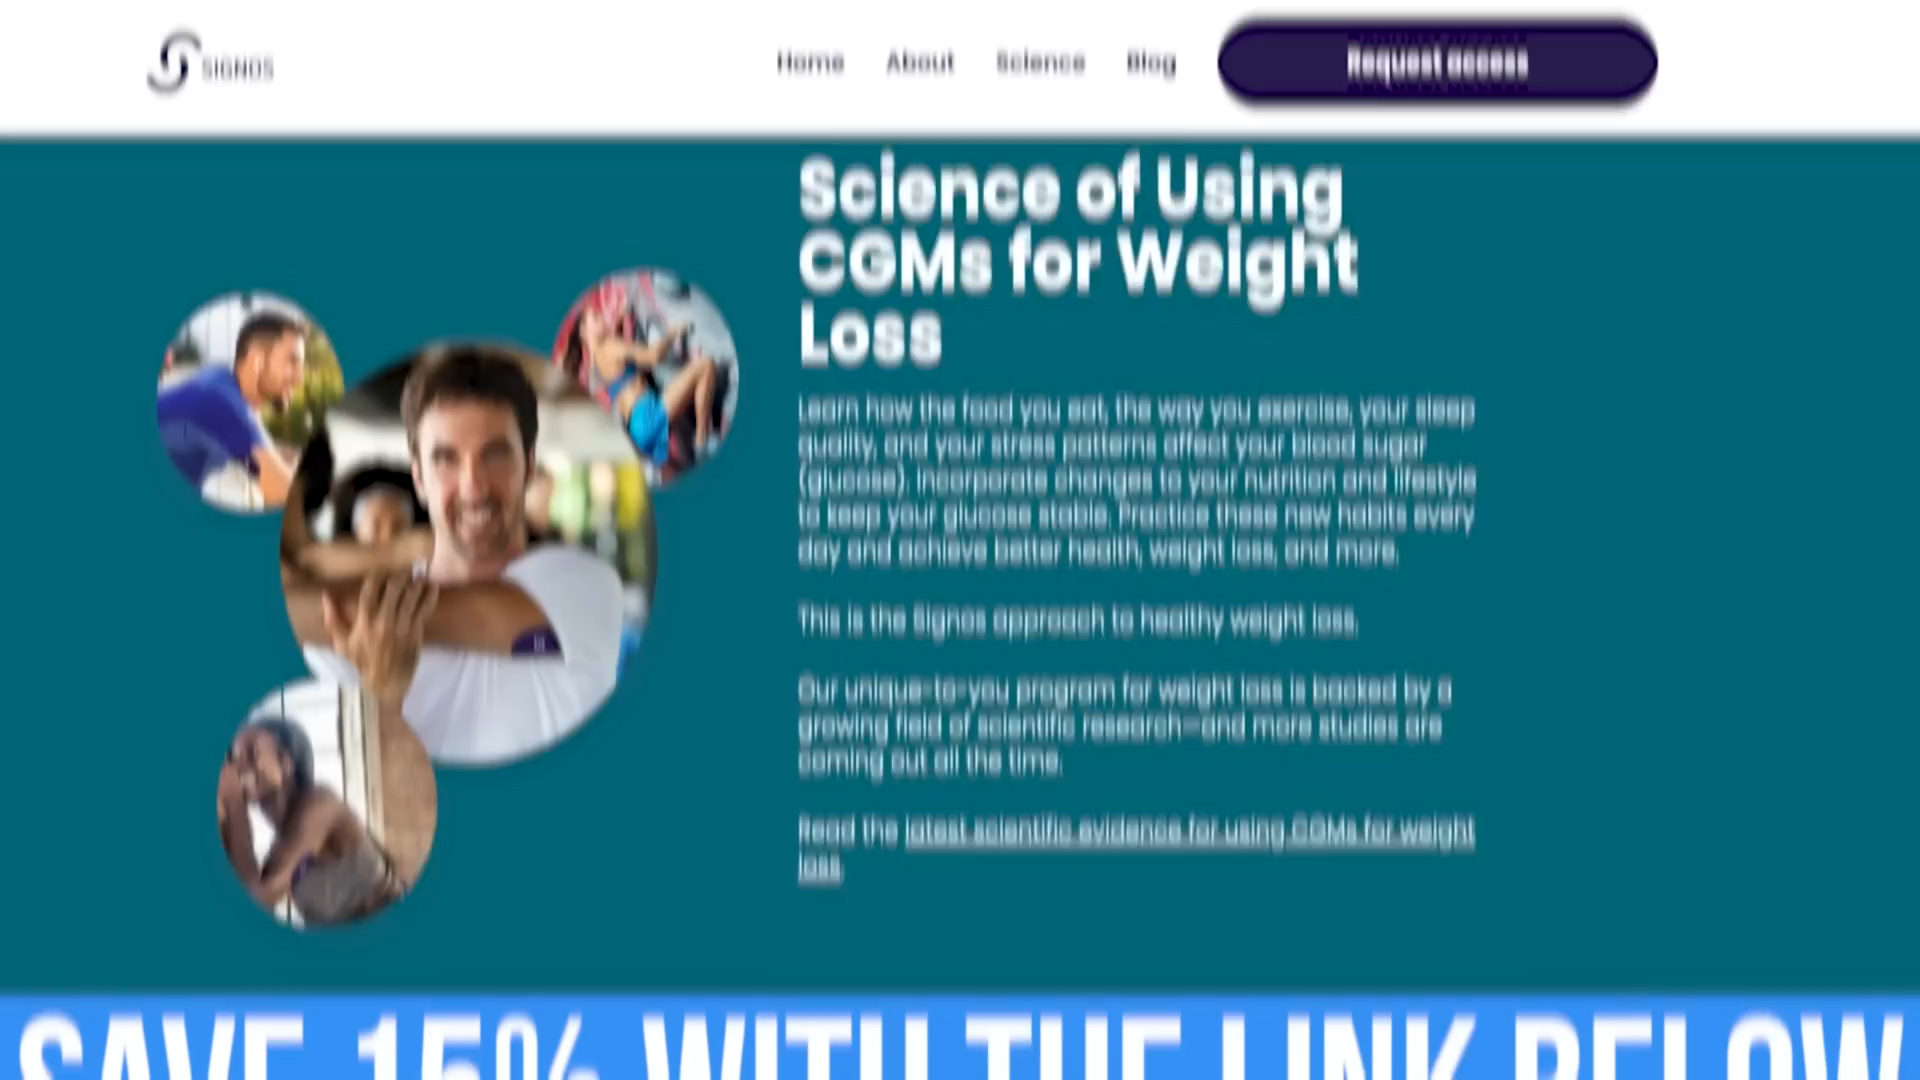 SIGNOS
Home About Science Blog Request access
Science of Using
CGMs for Weight
Loss
Learn how the food you eat, the way you exercise, your sleep
quality, and your stress patterns affect your blood sugar
(glucose). Incorporate changes to your nutrition and lifestyle
to keep your glucose stable. Practice these new habits every
day and achieve better health, weight loss, and more.
This is the Signos approach to healthy weight loss.
Our unique-to-you program for weight loss is backed by a
growing field of scientific research—and more studies are
coming out all the time.
Read the latest scientific evidence for using CGMs for weight
loss.
SAVE 15% WITH THE LINK BELOW